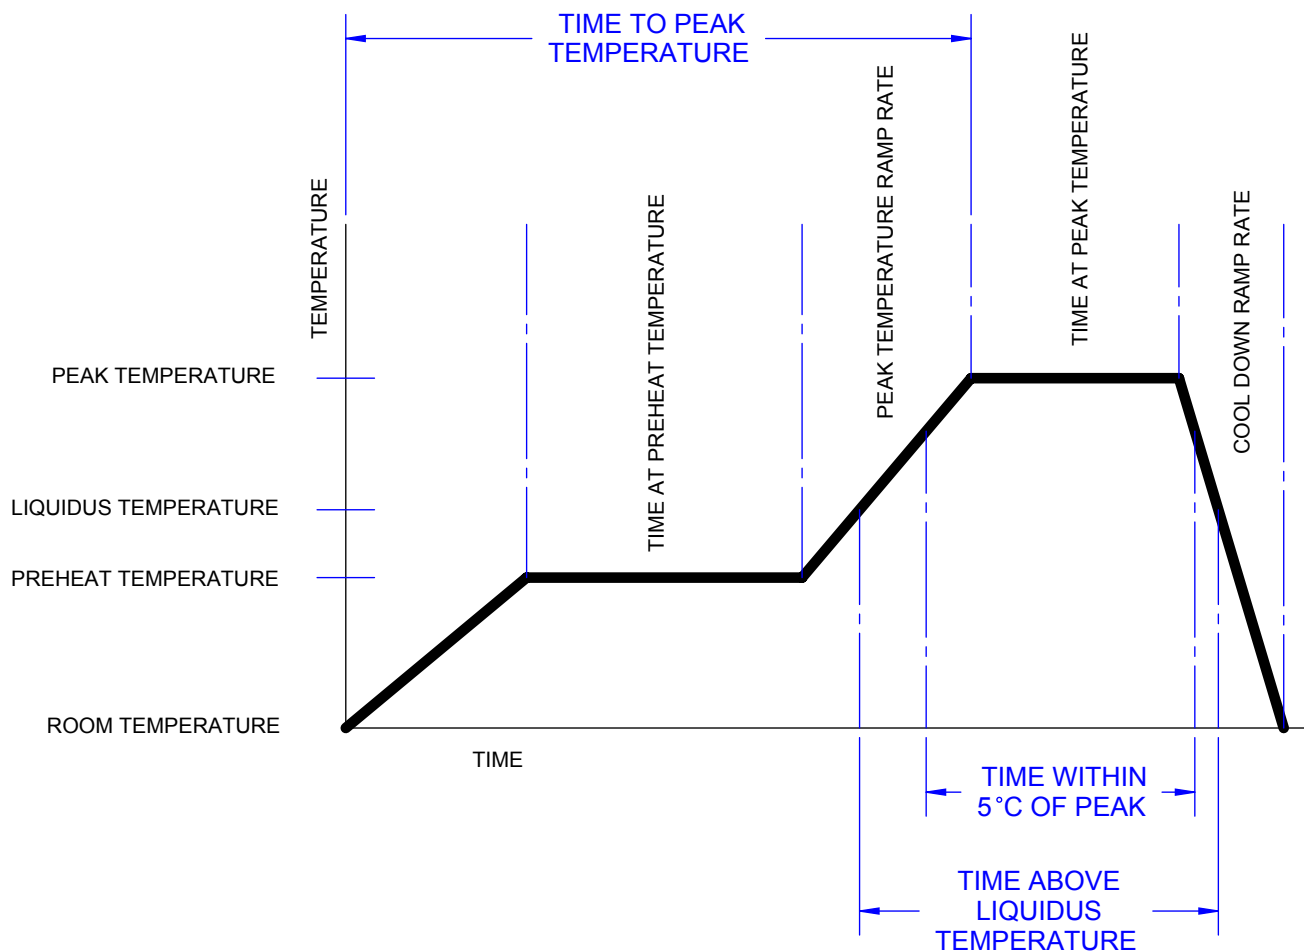 TIME TO PEAK
TEMPERATURE
TEMPERATURE
TIME AT PREHEAT TEMPERATURE
PEAK TEMPERATURE RAMP RATE
TIME AT PEAK TEMPERATURE
COOL DOWN RAMP RATE
PEAK TEMPERATURE
LIQUIDUS TEMPERATURE
PREHEAT TEMPERATURE
ROOM TEMPERATURE
TIME
TIME WITHIN
5°C OF PEAK
TIME ABOVE
LIQUIDUS
TEMPERATURE